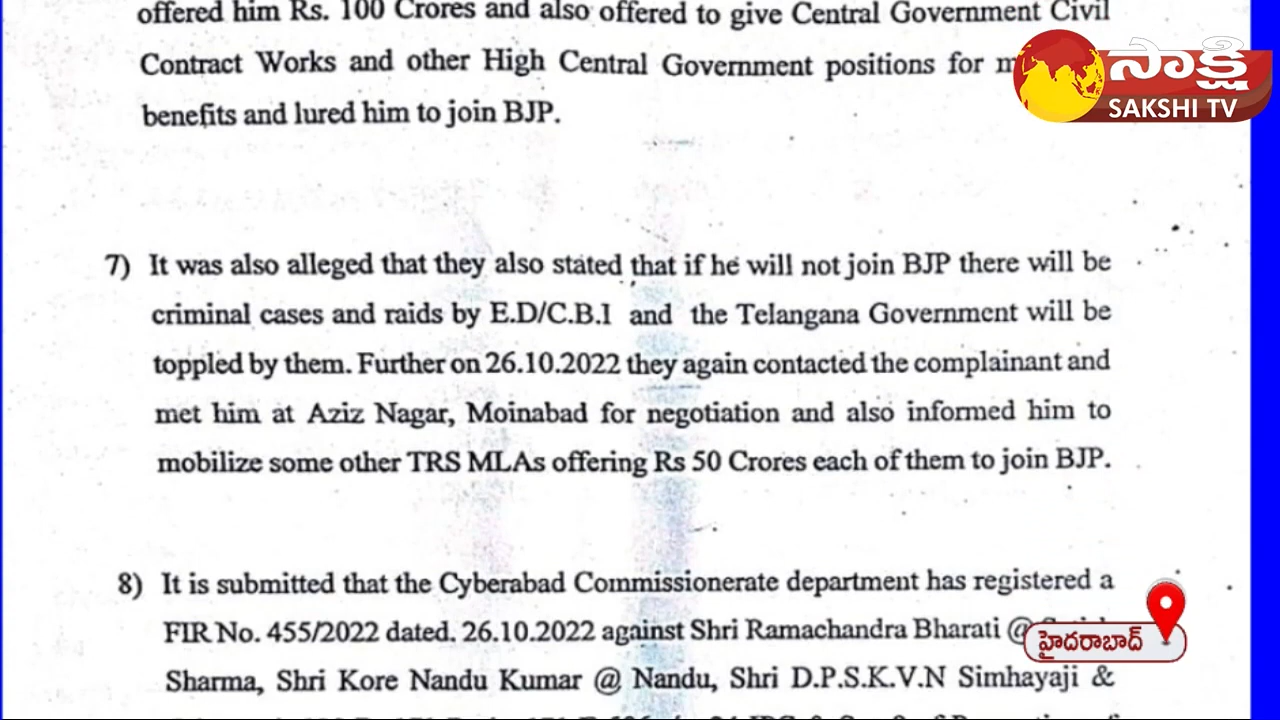 offered him Rs. 100 Crores and also offered to give Central Government Civil
Contract Works and other High Central Government positions for
benefits and lured him to join BJP.
సాక్షి
SAKSHI TV
7) It was also alleged that they also stated that if he will not join BJP there will be
criminal cases and raids by E.D/C.B.I and the Telangana Government will be
toppled by them. Further on 26.10.2022 they again contacted the complainant and
met him at Aziz Nagar, Moinabad for negotiation and also informed him to
mobilize some other TRS MLAs offering Rs 50 Crores each of them to join BJP.
8) It is submitted that the Cyberabad Commissionerate department has registered a
FIR No. 455/2022 dated. 26.10.2022 against Shri Ramachandra Bharati @
Sharma, Shri Kore Nandu Kumar @ Nandu, Shri D.P.S.K.V.N Simhayaji &
హైదరాబాద్